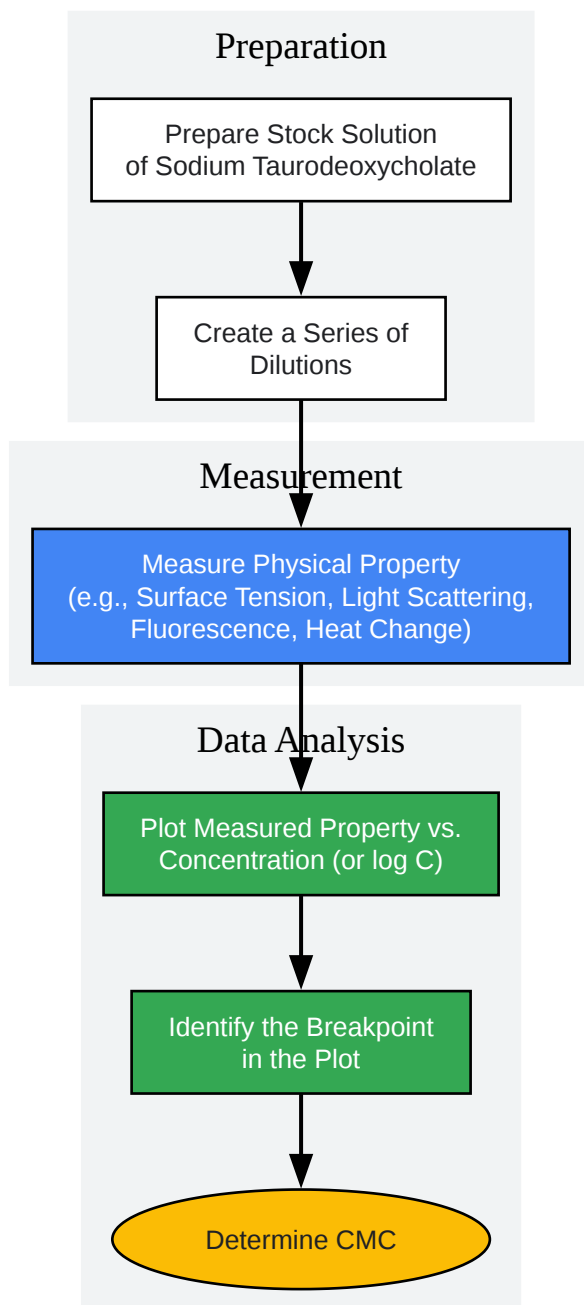 Preparation
Prepare Stock Solution
of Sodium Taurodeoxycholate
Create a Series of
Dilutions
Measurement
Measure Physical Property
(e.g., Surface Tension, Light Scattering,
Fluorescence, Heat Change)
Data Analysis
Plot Measured Property vs.
Concentration (or log C)
Identify the Breakpoint
in the Plot
Determine CMC